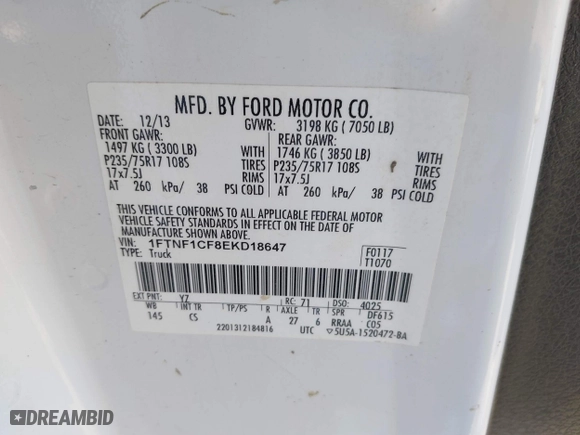 MFD. BY FORD MOTOR CO.
DATE: 12/13 GVWR: 3198 KG ( 7050 LB)
FRONT GAWR: REAR GAWR:
1497 KG ( 3300 LB) WITH 1746 KG ( 3850 LB) WITH
P235/75R17 108S TIRES P235/75R17 108S TIRES
17x7.5J RIMS 17x7.5J RIMS
AT 260 kPa/ 38 PSI COLD AT 260 kPa/ 38 PSI COLD
THIS VEHICLE CONFORMS TO ALL APPLICABLE FEDERAL MOTOR
VEHICLE SAFETY STANDARDS IN EFFECT ON THE DATE OF
MANUFACTURE SHOWN ABOVE.
VIN: 1FTNF1CF8EKD18647 F0117
TYPE: Truck T1070
EXT PNT: YZ RC: 71 DSO: 4025
WB INT TR TP/PS R AXLE TR SPR DF615
145 CS A 27 6 RRAA C05
2201312184816 UTC 5U5A-1520472-BA
DREAMBID